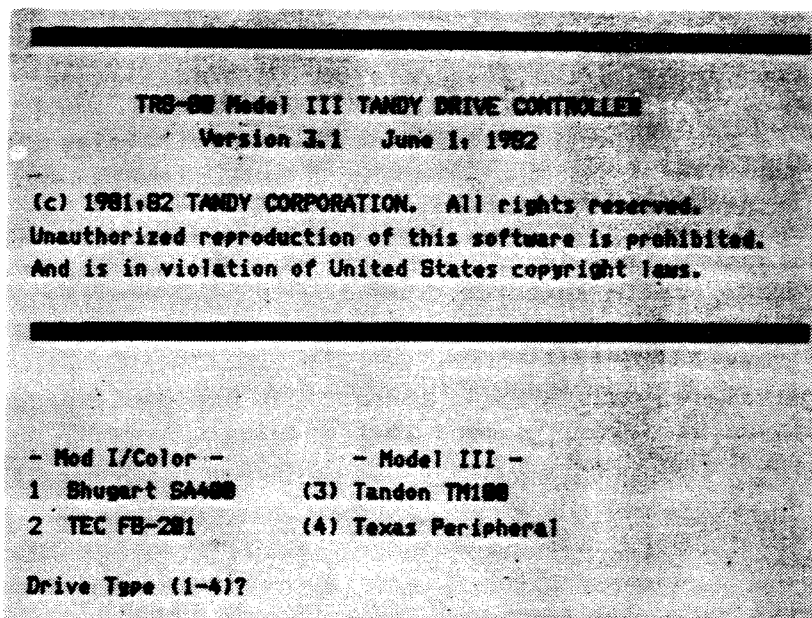 TRS-80 Model III TANDY DRIVE CONTROLLER
Version 3.1 June 1, 1982
(c) 1981,82 TANDY CORPORATION. All rights reserved.
Unauthorized reproduction of this software is prohibited.
And is in violation of United States copyright laws.
- Mod I/Color - - Model III -
1 Shugart SA400 (3) Tandon TM100
2 TEC FB-201 (4) Texas Peripheral
Drive Type (1-4)?